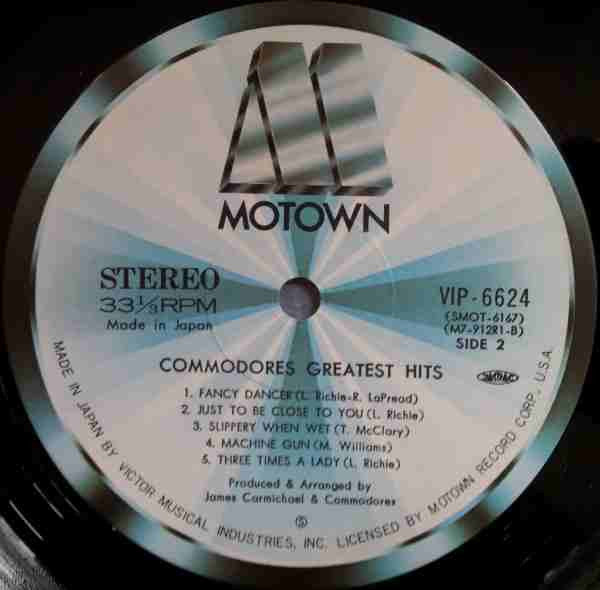 MOTOWN
STEREO
33⅓RPM
Made in Japan
VIP-6624
(SMOT-6167)
(M7-912R1-B)
SIDE 2
COMMODORES GREATEST HITS
1. FANCY DANCER(L. Richie-R. LaPread)
2. JUST TO BE CLOSE TO YOU (L. Richie)
3. SLIPPERY WHEN WET (T. McClary)
4. MACHINE GUN (M. Williams)
5. THREE TIMES A LADY (L. Richie)
Produced & Arranged by
James Carmichael & Commodores
MADE IN JAPAN BY VICTOR MUSICAL INDUSTRIES, INC. LICENSED BY MOTOWN RECORD CORP., U.S.A.